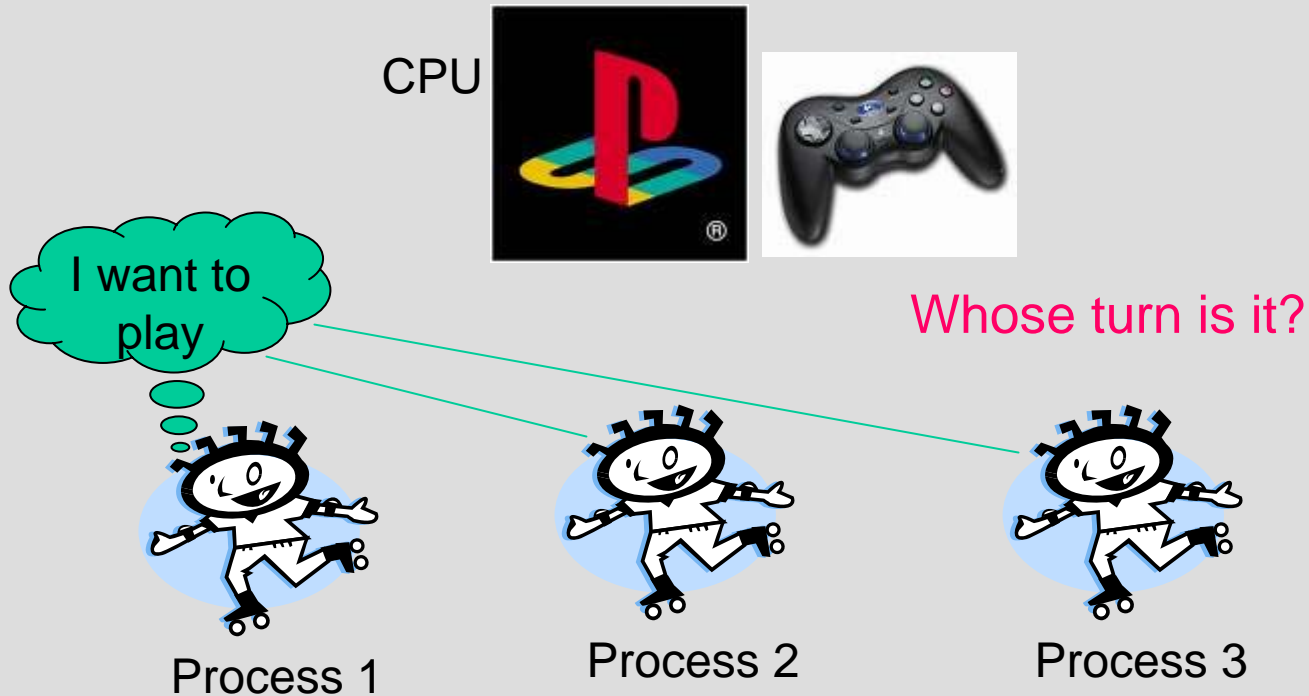 CPU
®
I want to
play
Whose turn is it?
Process 1
Process 2
Process 3